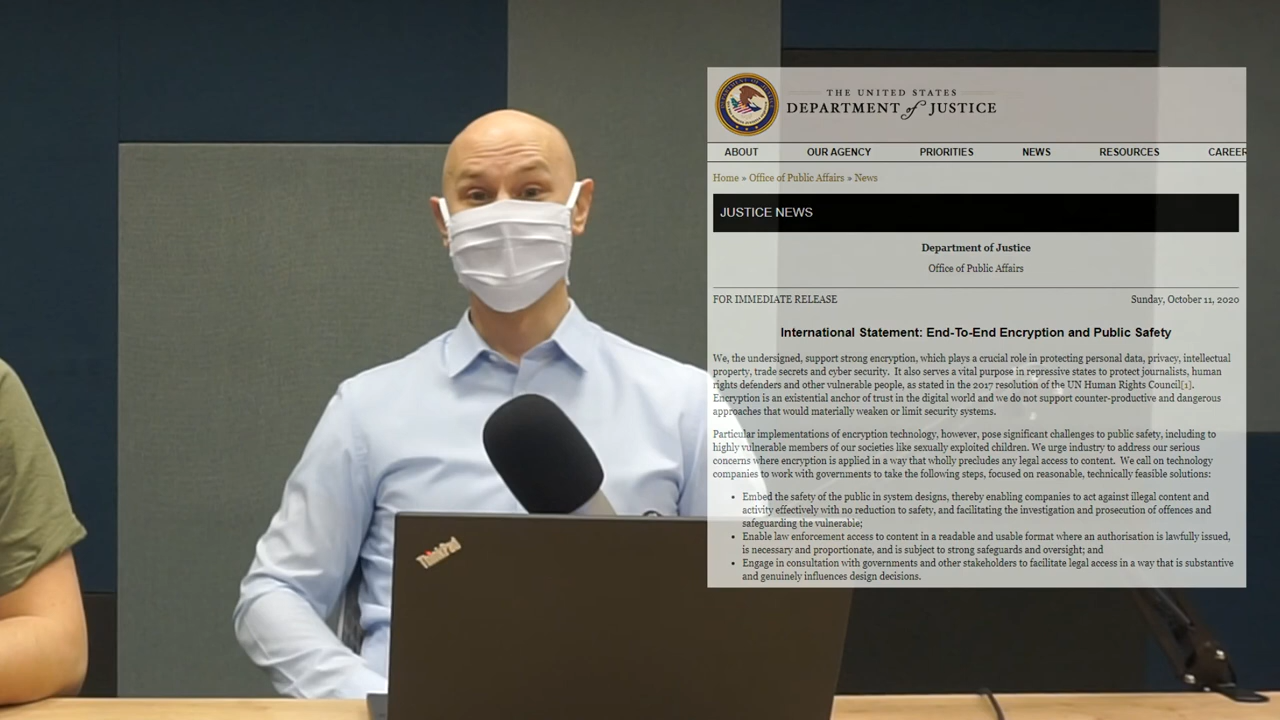 THE UNITED STATES
DEPARTMENT of JUSTICE
ABOUT OUR AGENCY PRIORITIES NEWS RESOURCES CAREER
Home » Office of Public Affairs » News
JUSTICE NEWS
Department of Justice
Office of Public Affairs
FOR IMMEDIATE RELEASE Sunday, October 11, 2020
International Statement: End-To-End Encryption and Public Safety
We, the undersigned, support strong encryption, which plays a crucial role in protecting personal data, privacy, intellectual
property, trade secrets and cyber security. It also serves a vital purpose in repressive states to protect journalists, human
rights defenders and other vulnerable people, as stated in the 2017 resolution of the UN Human Rights Council[1].
Encryption is an existential anchor of trust in the digital world and we do not support counter-productive and dangerous
approaches that would materially weaken or limit security systems.
Particular implementations of encryption technology, however, pose significant challenges to public safety, including to
highly vulnerable members of our societies like sexually exploited children. We urge industry to address our serious
concerns where encryption is applied in a way that wholly precludes any legal access to content. We call on technology
companies to work with governments to take the following steps, focused on reasonable, technically feasible solutions:
• Embed the safety of the public in system designs, thereby enabling companies to act against illegal content and
activity effectively with no reduction to safety, and facilitating the investigation and prosecution of offences and
safeguarding the vulnerable;
• Enable law enforcement access to content in a readable and usable format where an authorisation is lawfully issued,
is necessary and proportionate, and is subject to strong safeguards and oversight; and
• Engage in consultation with governments and other stakeholders to facilitate legal access in a way that is substantive
and genuinely influences design decisions.
ThinkPad